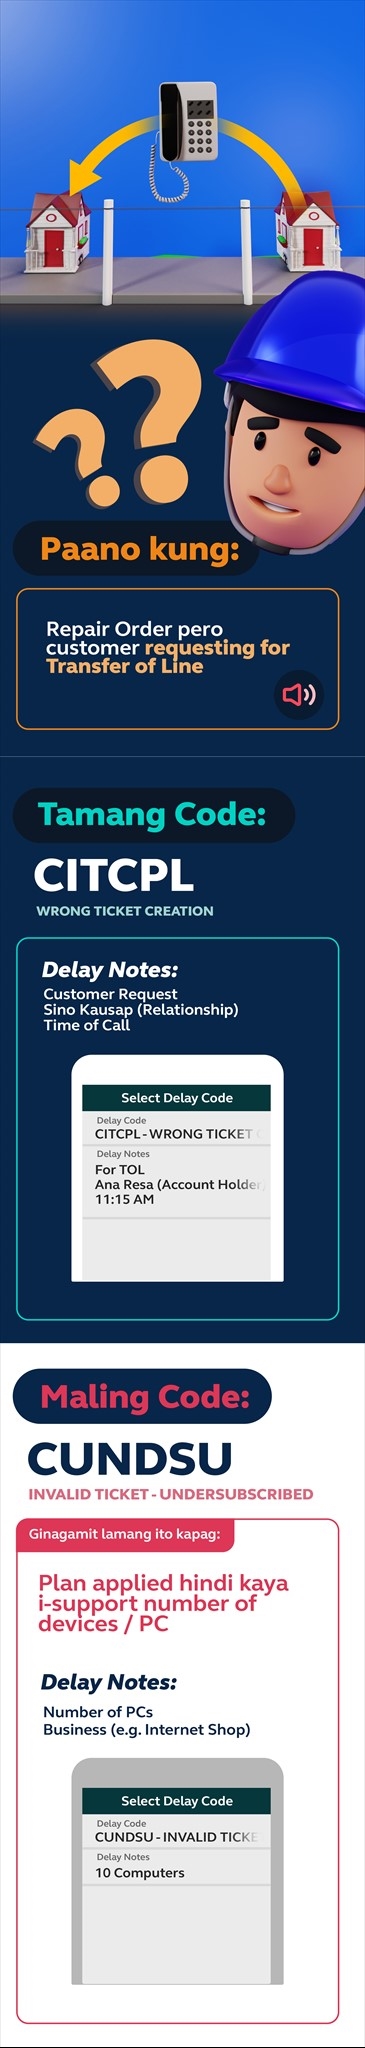 ??
Paano kung:
Repair Order pero
customer requesting for
Transfer of Line
Tamang Code:
CITCPL
WRONG TICKET CREATION
Delay Notes:
Customer Request
Sino Kausap (Relationship)
Time of Call
Select Delay Code
Delay Code
CITCPL - WRONG TICKET C
Delay Notes
For TOL
Ana Resa (Account Holder)
11:15 AM
Maling Code:
CUNDSU
INVALID TICKET - UNDERSUBSCRIBED
Ginagamit lamang ito kapag:
Plan applied hindi kaya
i-support number of
devices / PC
Delay Notes:
Number of PCs
Business (e.g. Internet Shop)
Select Delay Code
Delay Code
CUNDSU - INVALID TICKE
Delay Notes
10 Computers